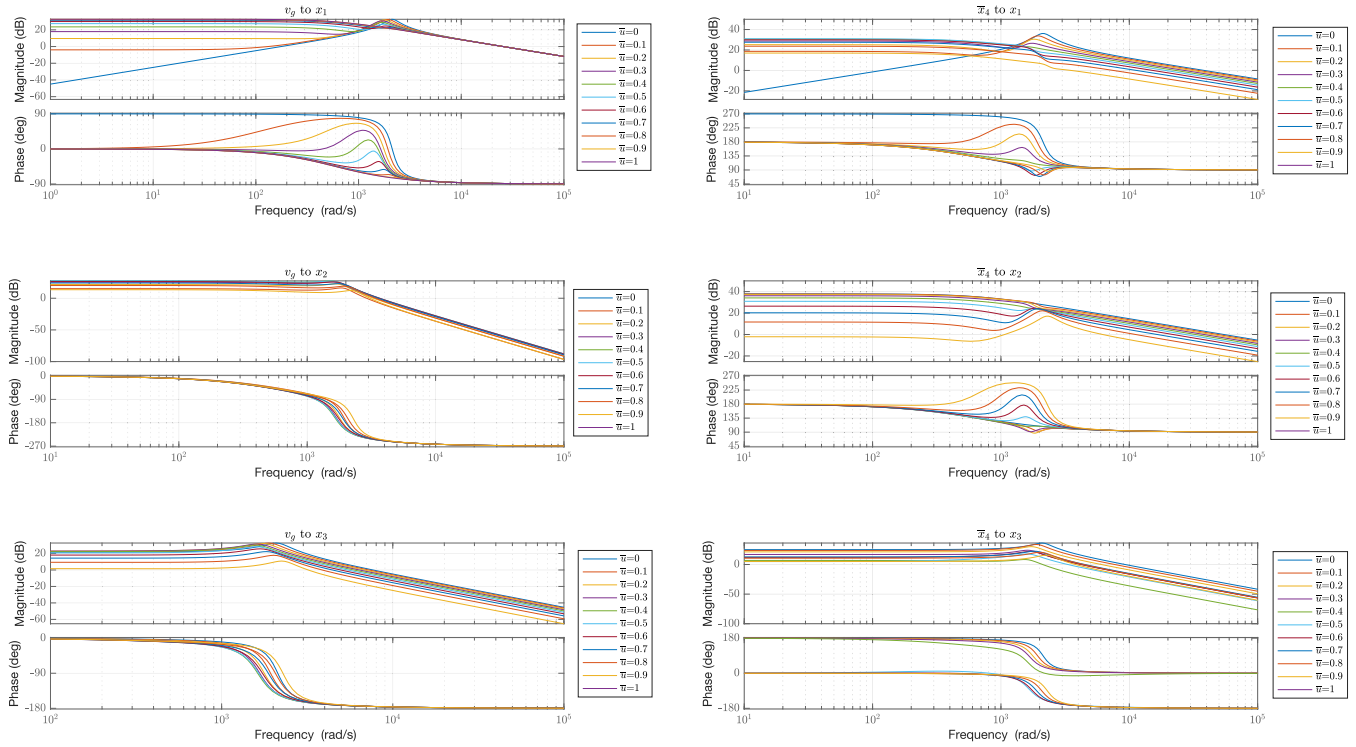 v_g to x_1
Magnitude (dB)
20
0
-20
-40
-60
10^1
10^2
10^3
10^4
Phase (deg)
90
0
-90
10^0
10^1
10^2
10^3
10^4
10^5
Frequency (rad/s)
u̅=0
u̅=0.1
u̅=0.2
u̅=0.3
u̅=0.4
u̅=0.5
u̅=0.6
u̅=0.7
u̅=0.8
u̅=0.9
u̅=1
x̅_4 to x_1
Magnitude (dB)
40
20
0
-20
Phase (deg)
270
225
180
135
90
45
10^1
10^2
10^3
10^4
10^5
Frequency (rad/s)
u̅=0
u̅=0.1
u̅=0.2
u̅=0.3
u̅=0.4
u̅=0.5
u̅=0.6
u̅=0.7
u̅=0.8
u̅=0.9
u̅=1
v_g to x_2
Magnitude (dB)
0
-50
-100
Phase (deg)
0
-90
-180
-270
10^1
10^2
10^3
10^4
10^5
Frequency (rad/s)
u̅=0
u̅=0.1
u̅=0.2
u̅=0.3
u̅=0.4
u̅=0.5
u̅=0.6
u̅=0.7
u̅=0.8
u̅=0.9
u̅=1
x̅_4 to x_2
Magnitude (dB)
40
20
0
-20
Phase (deg)
270
225
180
135
90
45
10^1
10^2
10^3
10^4
10^5
Frequency (rad/s)
u̅=0
u̅=0.1
u̅=0.2
u̅=0.3
u̅=0.4
u̅=0.5
u̅=0.6
u̅=0.7
u̅=0.8
u̅=0.9
u̅=1
v_g to x_3
Magnitude (dB)
20
0
-20
-40
-60
Phase (deg)
0
-90
-180
10^2
10^3
10^4
10^5
Frequency (rad/s)
u̅=0
u̅=0.1
u̅=0.2
u̅=0.3
u̅=0.4
u̅=0.5
u̅=0.6
u̅=0.7
u̅=0.8
u̅=0.9
u̅=1
x̅_4 to x_3
Magnitude (dB)
0
-50
-100
Phase (deg)
180
0
-180
10^1
10^2
10^3
10^4
10^5
Frequency (rad/s)
u̅=0
u̅=0.1
u̅=0.2
u̅=0.3
u̅=0.4
u̅=0.5
u̅=0.6
u̅=0.7
u̅=0.8
u̅=0.9
u̅=1